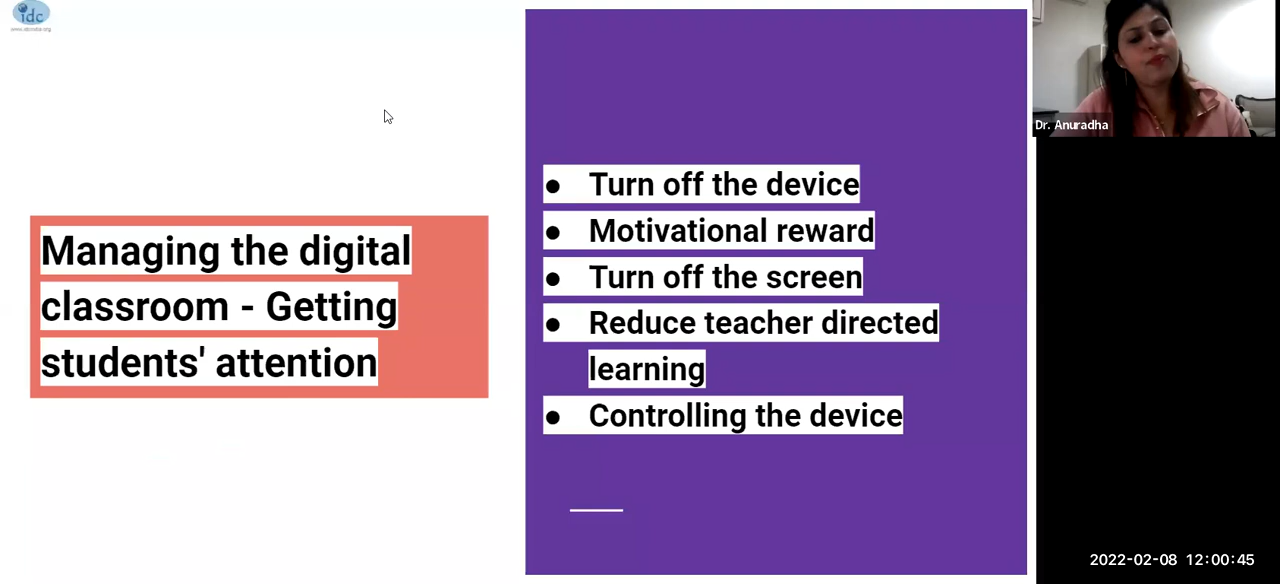 idc
Dr. Anuradha
Managing the digital
classroom - Getting
students' attention
● Turn off the device
● Motivational reward
● Turn off the screen
● Reduce teacher directed
learning
● Controlling the device
2022-02-08 12:00:45